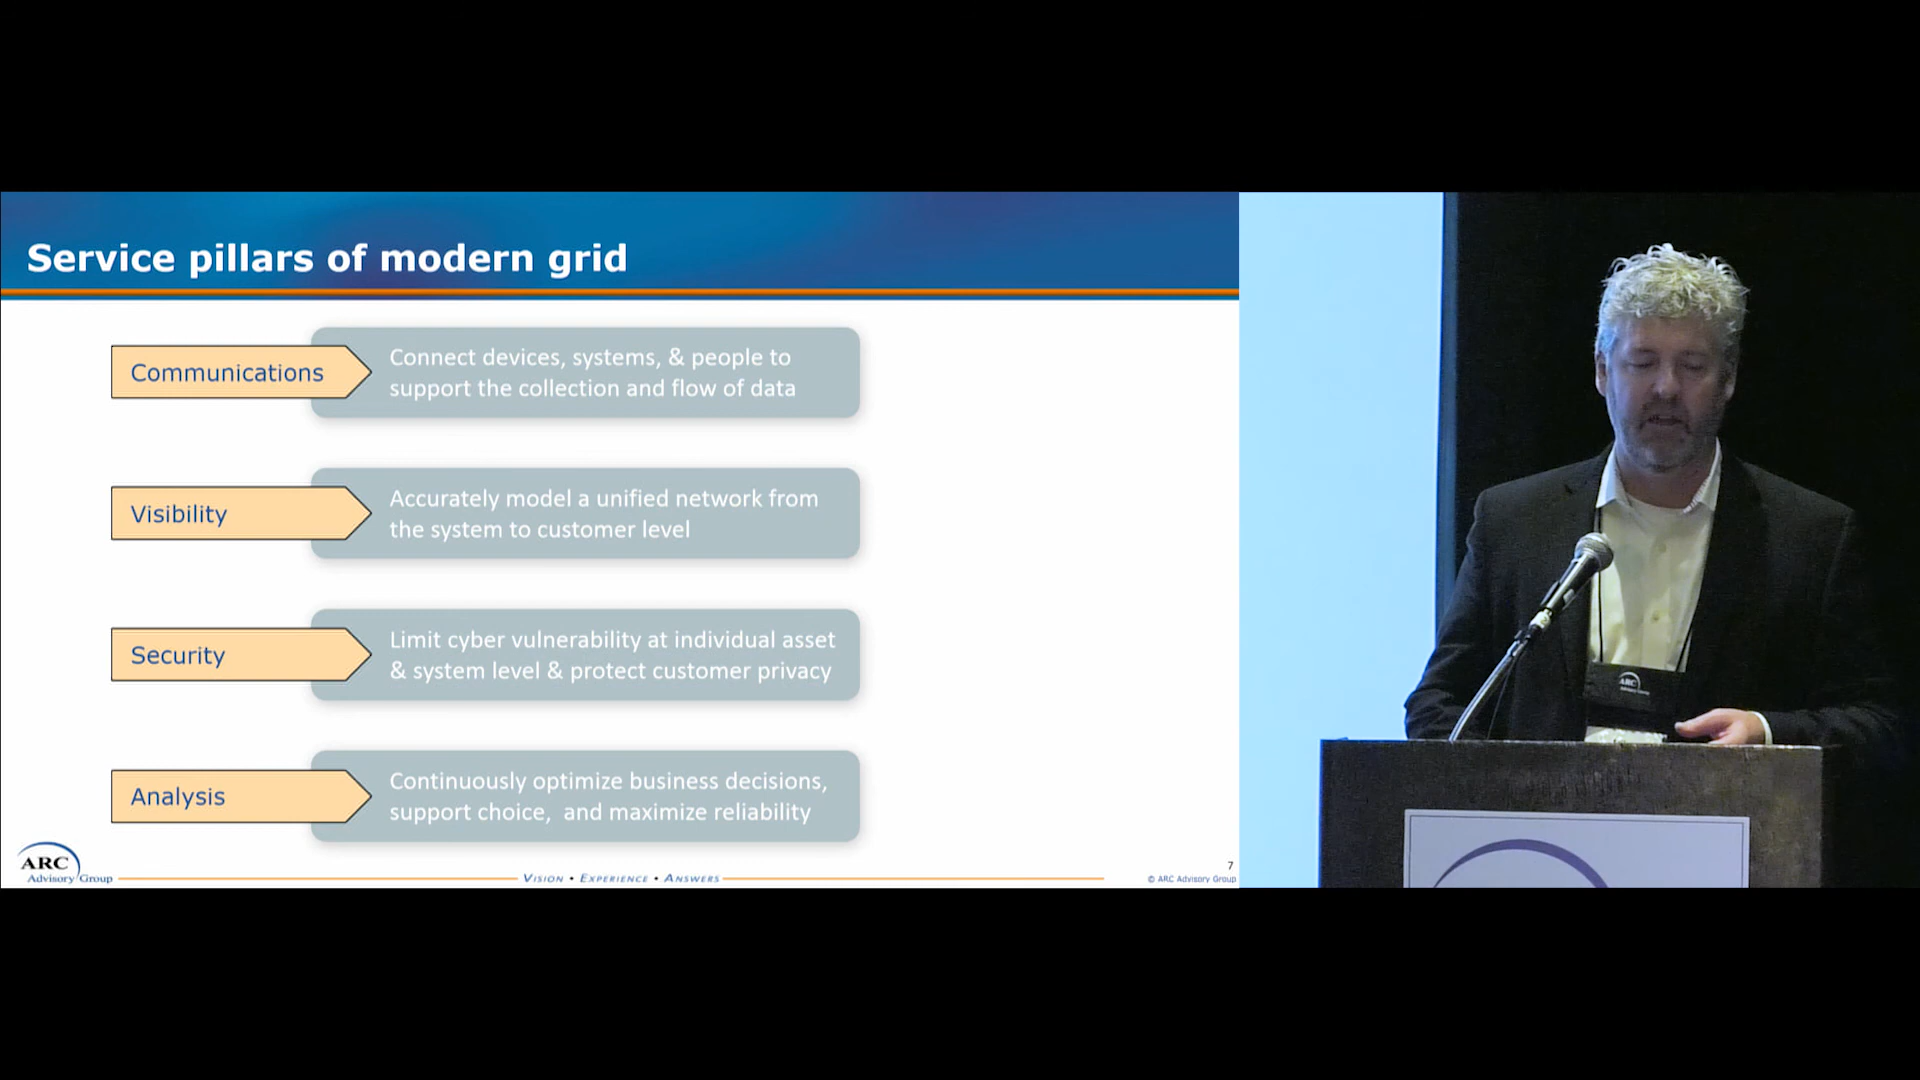 Service pillars of modern grid
Communications
Connect devices, systems, & people to
support the collection and flow of data
Visibility
Accurately model a unified network from
the system to customer level
Security
Limit cyber vulnerability at individual asset
& system level & protect customer privacy
Analysis
Continuously optimize business decisions,
support choice,  and maximize reliability
ARC
Advisory Group
VISION • EXPERIENCE • ANSWERS
7
© ARC Advisory Group
ARC
Advisory Group